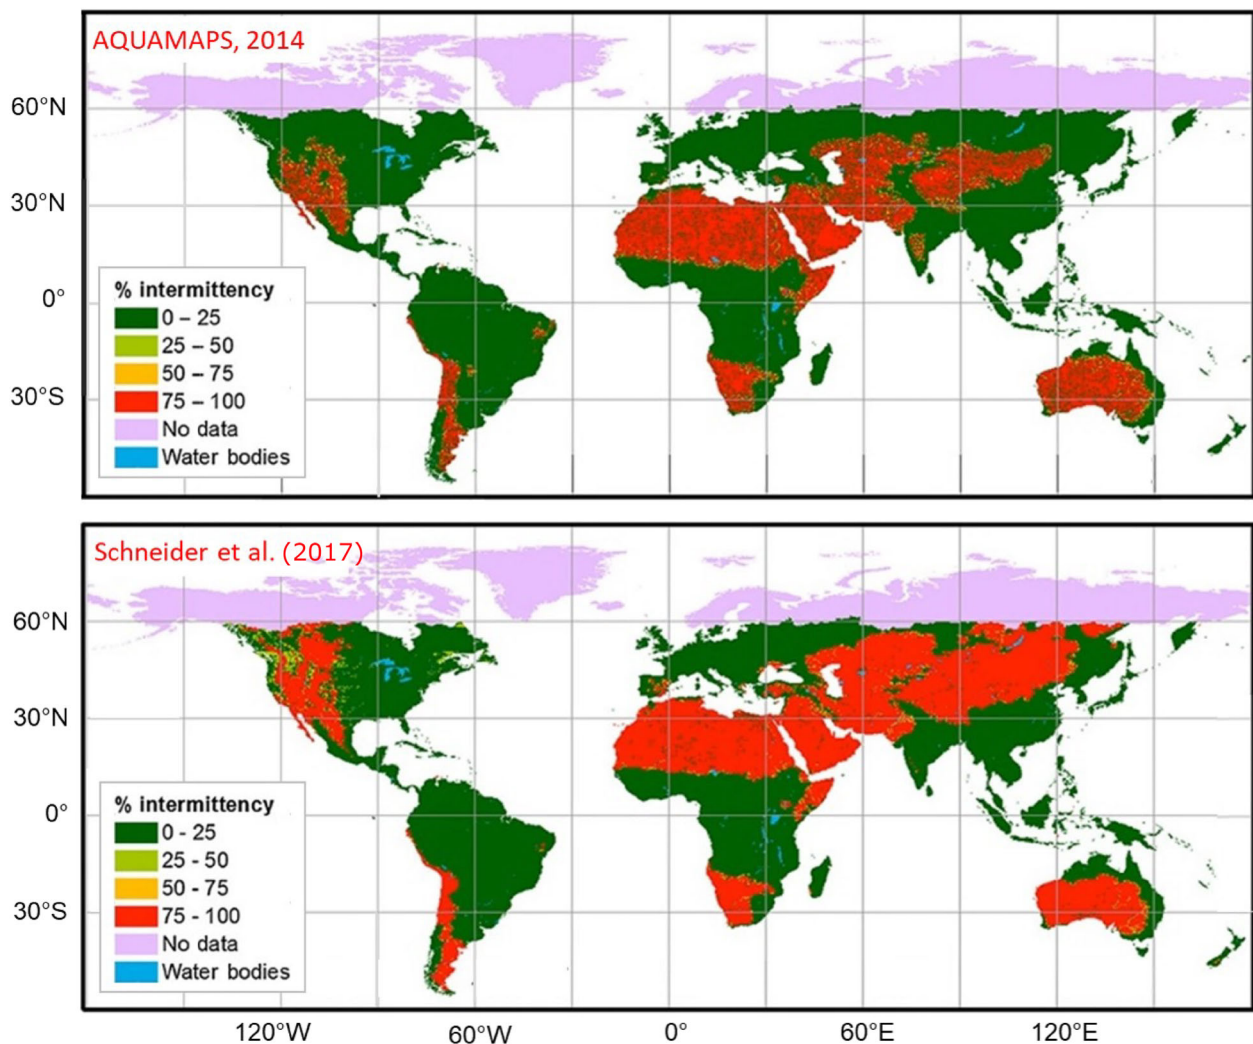 AQUAMAPS, 2014
60°N
30°N
0°
30°S
% intermittency
0 – 25
25 – 50
50 – 75
75 – 100
No data
Water bodies
Schneider et al. (2017)
60°N
30°N
0°
30°S
% intermittency
0 - 25
25 - 50
50 - 75
75 - 100
No data
Water bodies
120°W 60°W 0° 60°E 120°E